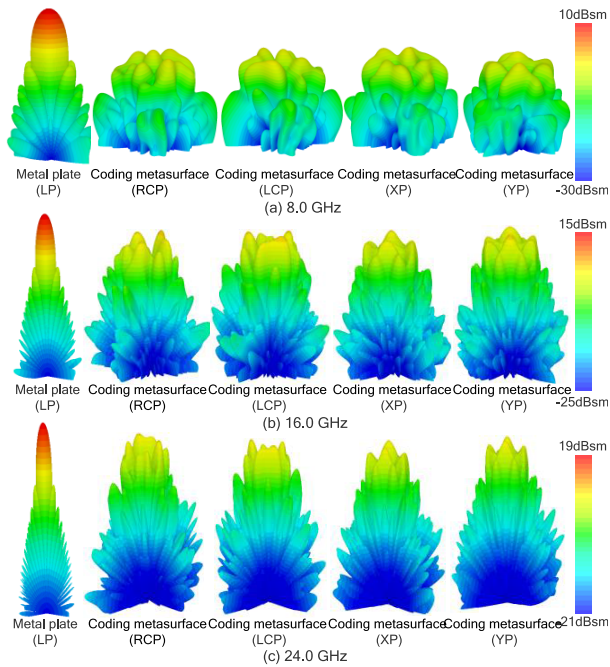 10dBsm
Metal plate Coding metasurface Coding metasurface Coding metasurface Coding metasurface
(LP) (RCP) (LCP) (XP) (YP) -30dBsm
(a) 8.0 GHz
15dBsm
Metal plate Coding metasurface Coding metasurface Coding metasurface Coding metasurface
(LP) (RCP) (LCP) (XP) (YP) -25dBsm
(b) 16.0 GHz
19dBsm
Metal plate Coding metasurface Coding metasurface Coding metasurface Coding metasurface -21dBsm
(LP) (RCP) (LCP) (XP) (YP)
(c) 24.0 GHz